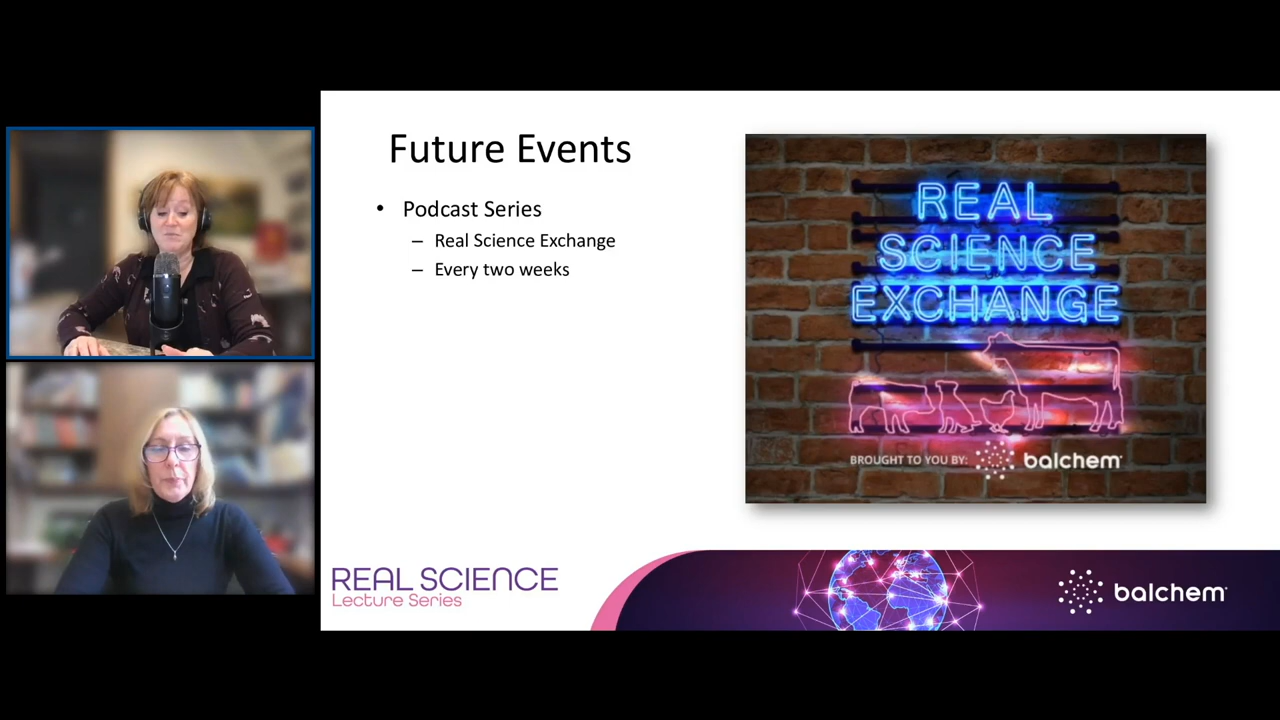 Future Events
• Podcast Series
– Real Science Exchange
– Every two weeks
REAL
SCIENCE
EXCHANGE
BROUGHT TO YOU BY: balchem
REAL SCIENCE
Lecture Series
balchem